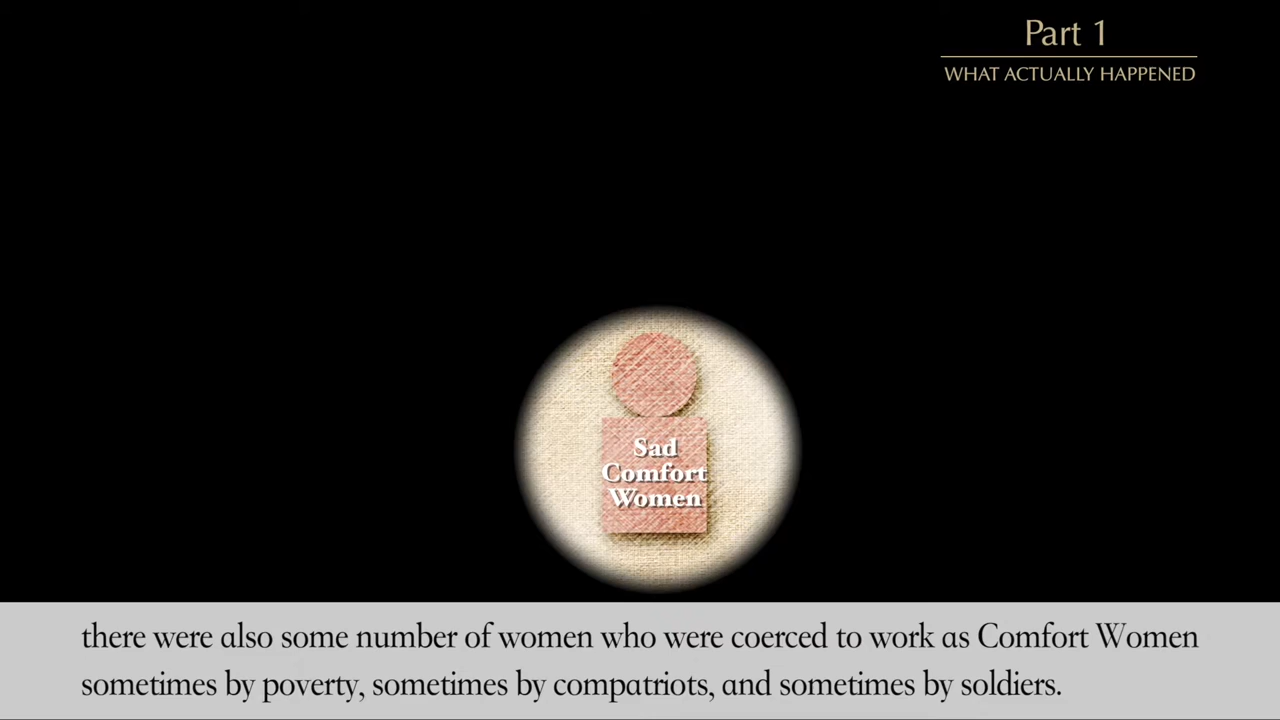 Part 1
WHAT ACTUALLY HAPPENED
Sad
Comfort
Women
there were also some number of women who were coerced to work as Comfort Women
sometimes by poverty, sometimes by compatriots, and sometimes by soldiers.